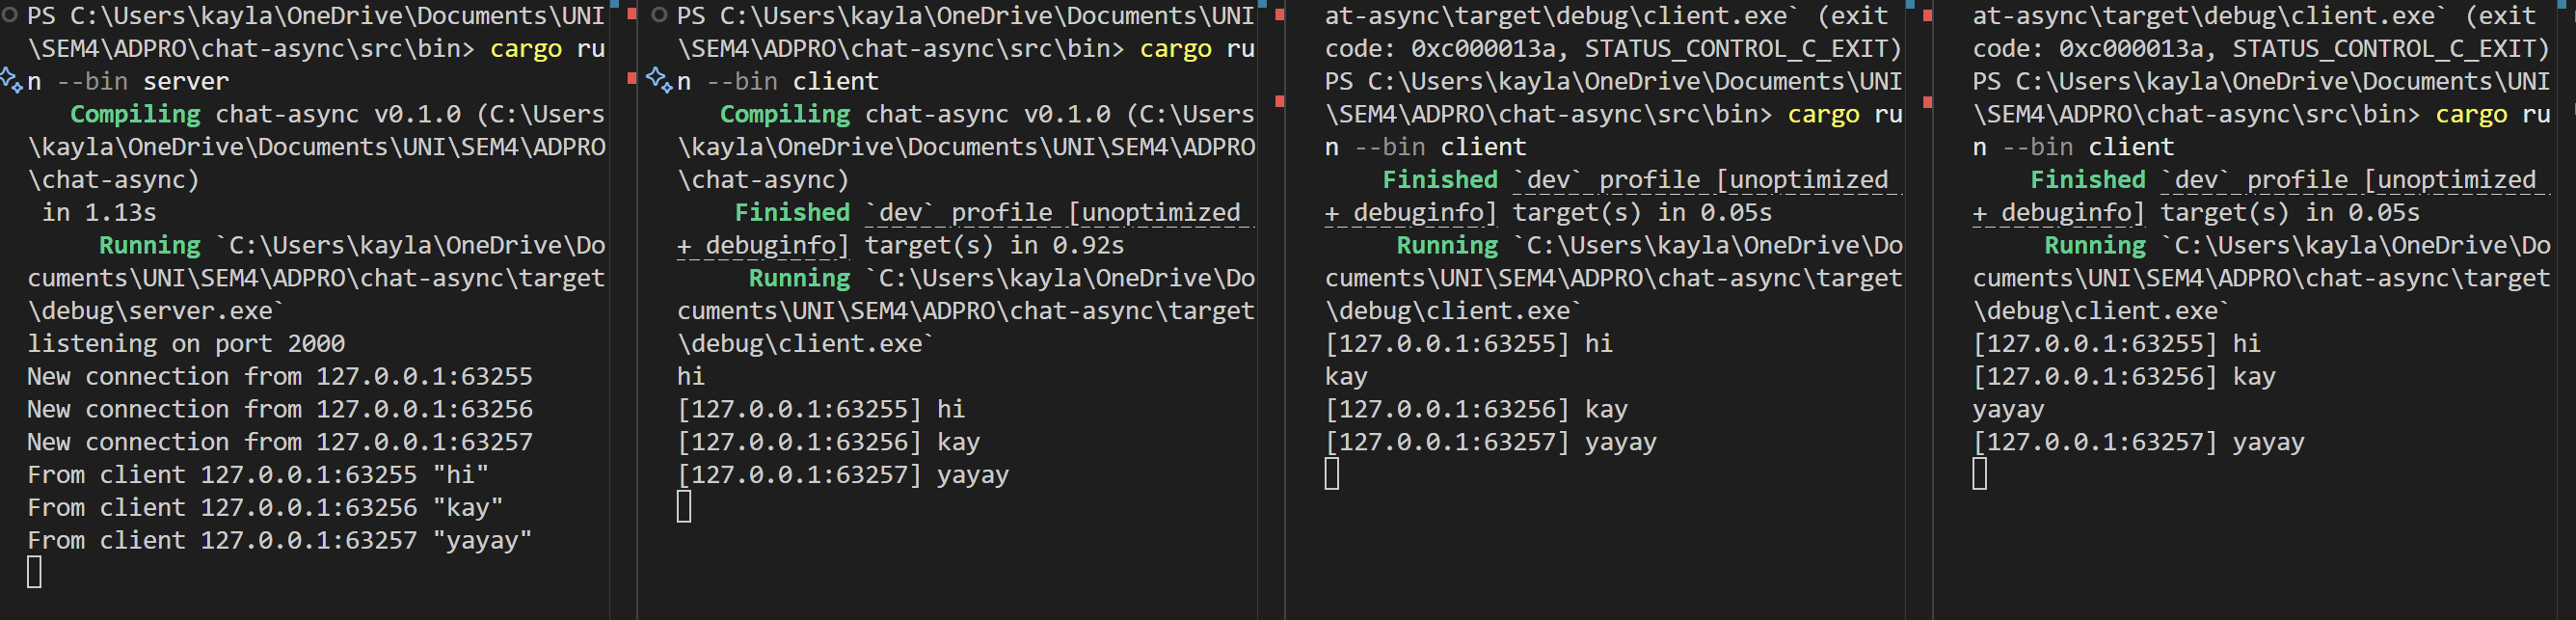 PS C:\Users\kayla\OneDrive\Documents\UNI
\SEM4\ADPRO\chat-async\src\bin> cargo ru
n --bin server
Compiling chat-async v0.1.0 (C:\Users
\kayla\OneDrive\Documents\UNI\SEM4\ADPRO
\chat-async)
in 1.13s
Running `C:\Users\kayla\OneDrive\Do
cuments\UNI\SEM4\ADPRO\chat-async\target
\debug\server.exe`
listening on port 2000
New connection from 127.0.0.1:63255
New connection from 127.0.0.1:63256
New connection from 127.0.0.1:63257
From client 127.0.0.1:63255 "hi"
From client 127.0.0.1:63256 "kay"
From client 127.0.0.1:63257 "yayay"
PS C:\Users\kayla\OneDrive\Documents\UNI
\SEM4\ADPRO\chat-async\src\bin> cargo ru
n --bin client
Compiling chat-async v0.1.0 (C:\Users
\kayla\OneDrive\Documents\UNI\SEM4\ADPRO
\chat-async)
Finished `dev` profile [unoptimized
+ debuginfo] target(s) in 0.92s
Running `C:\Users\kayla\OneDrive\Do
cuments\UNI\SEM4\ADPRO\chat-async\target
\debug\client.exe`
hi
[127.0.0.1:63255] hi
[127.0.0.1:63256] kay
[127.0.0.1:63257] yayay
at-async\target\debug\client.exe` (exit
code: 0xc000013a, STATUS_CONTROL_C_EXIT)
PS C:\Users\kayla\OneDrive\Documents\UNI
\SEM4\ADPRO\chat-async\src\bin> cargo ru
n --bin client
Finished `dev` profile [unoptimized
+ debuginfo] target(s) in 0.05s
Running `C:\Users\kayla\OneDrive\Do
cuments\UNI\SEM4\ADPRO\chat-async\target
\debug\client.exe`
[127.0.0.1:63255] hi
kay
[127.0.0.1:63256] kay
[127.0.0.1:63257] yayay
at-async\target\debug\client.exe` (exit
code: 0xc000013a, STATUS_CONTROL_C_EXIT)
PS C:\Users\kayla\OneDrive\Documents\UNI
\SEM4\ADPRO\chat-async\src\bin> cargo ru
n --bin client
Finished `dev` profile [unoptimized
+ debuginfo] target(s) in 0.05s
Running `C:\Users\kayla\OneDrive\Do
cuments\UNI\SEM4\ADPRO\chat-async\target
\debug\client.exe`
[127.0.0.1:63255] hi
[127.0.0.1:63256] kay
yayay
[127.0.0.1:63257] yayay